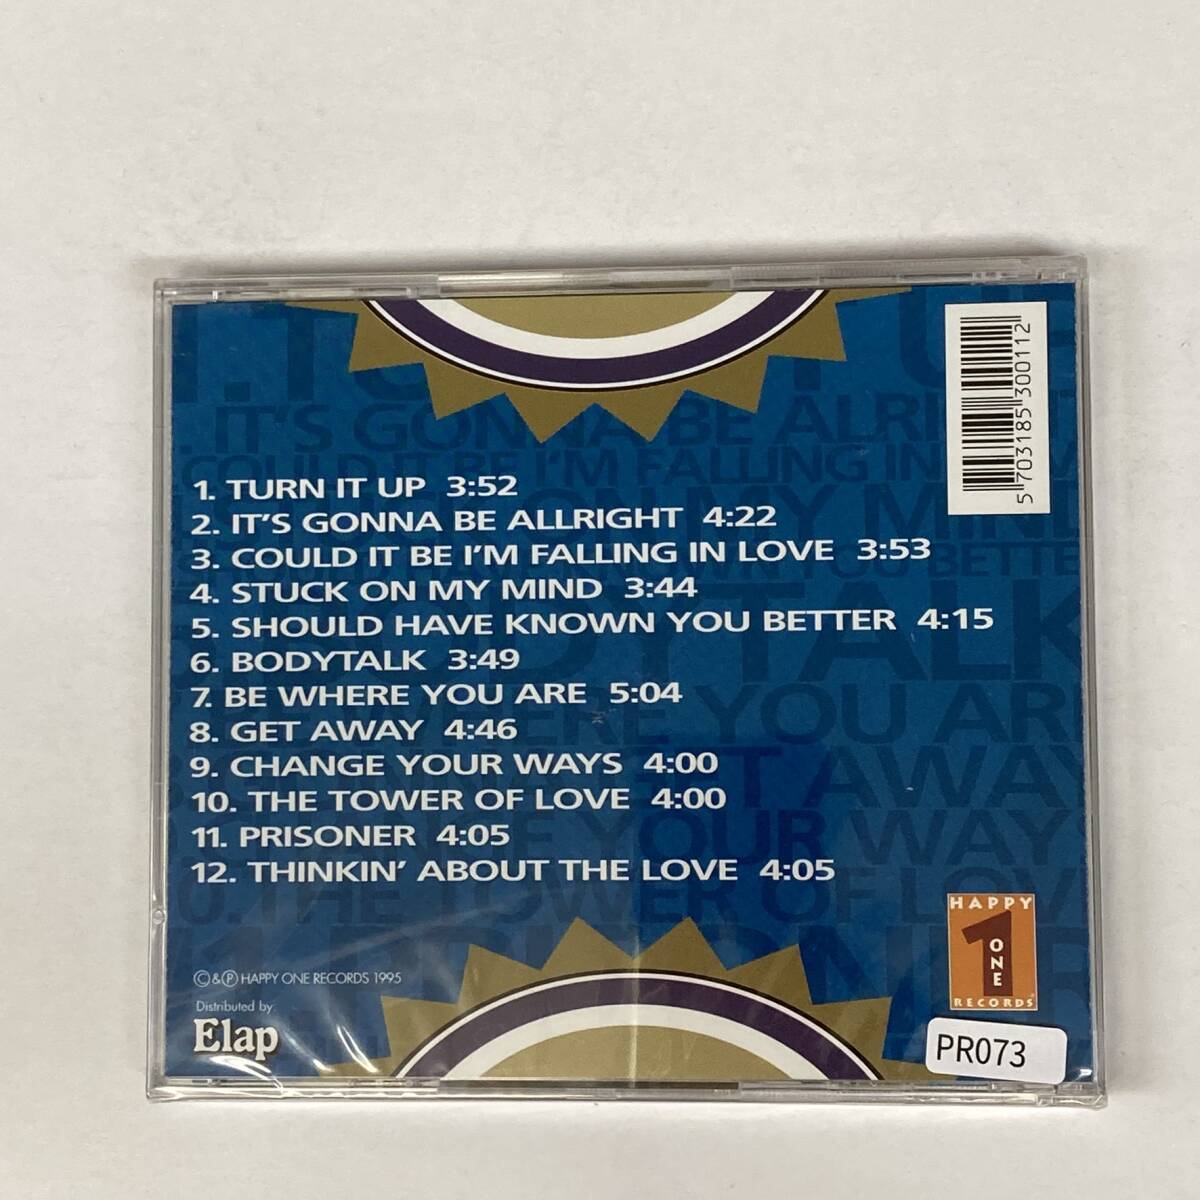 1. TURN IT UP 3:52
2. IT'S GONNA BE ALLRIGHT 4:22
3. COULD IT BE I'M FALLING IN LOVE 3:53
4. STUCK ON MY MIND 3:44
5. SHOULD HAVE KNOWN YOU BETTER 4:15
6. BODYTALK 3:49
7. BE WHERE YOU ARE 5:04
8. GET AWAY 4:46
9. CHANGE YOUR WAYS 4:00
10. THE TOWER OF LOVE 4:00
11. PRISONER 4:05
12. THINKIN' ABOUT THE LOVE 4:05
©&℗ HAPPY ONE RECORDS 1995
Distributed by:
Elap
5 703185 300112
HAPPY
1
ONE
RECORDS
PR073